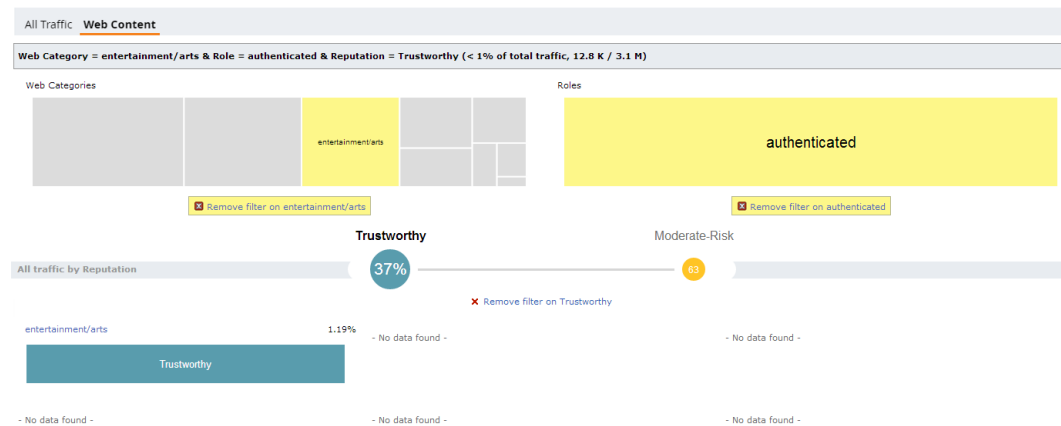 All Traffic Web Content
Web Category = entertainment/arts & Role = authenticated & Reputation = Trustworthy (< 1% of total traffic, 12.8 K / 3.1 M)
Web Categories
Roles
entertainment/arts
authenticated
x Remove filter on entertainment/arts
x Remove filter on authenticated
Trustworthy
Moderate-Risk
All traffic by Reputation
37%
63
Remove filter on Trustworthy
entertainment/arts 1.19%
- No data found -
- No data found -
Trustworthy
- No data found -
- No data found -
- No data found -